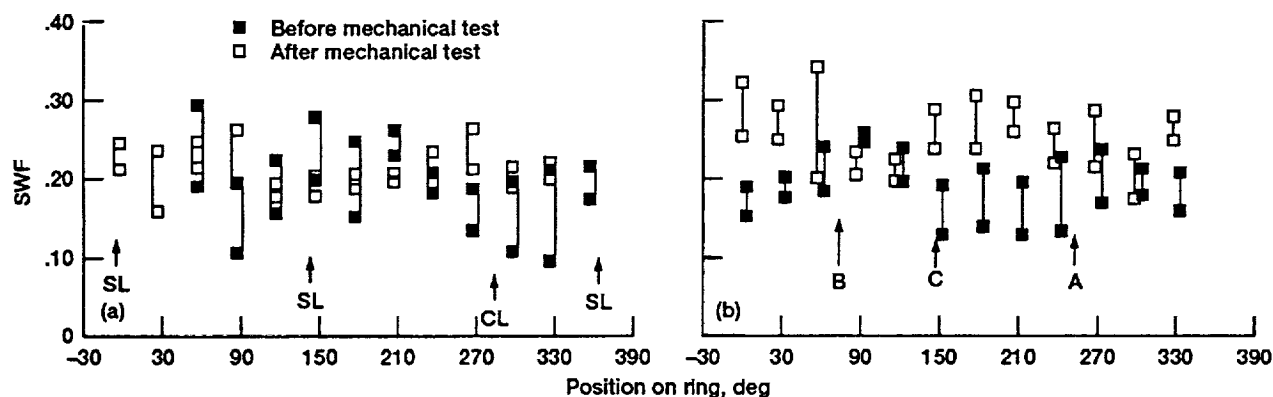 .40
■ Before mechanical test
□ After mechanical test
.30
.20
.10
0
SWF
SL
SL
CL
SL
(a)
B
C
A
(b)
–30 30 90 150 210 270 330 390 –30 30 90 150 210 270 330 390
Position on ring, deg